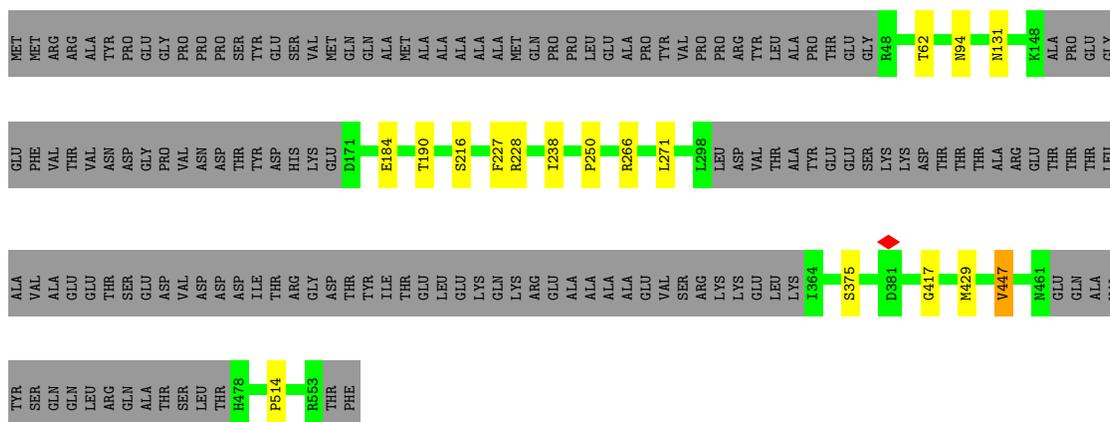 MET MET ARG ARG ALA TYR PRO GLU GLY PRO PRO PRO SER TYR GLU SER VAL MET GLN GLN ALA MET ALA ALA ALA ALA ALA MET GLN PRO PRO LEU GLU ALA PRO TYR VAL PRO PRO ARG TYR LEU ALA PRO THR GLU GLY R48 T62 N94 N131 K148 ALA PRO GLU GLY
GLU PHE VAL THR VAL ASN ASP GLY PRO VAL ASN ASP THR TYR ASP HIS LYS GLU D171 E184 T190 S216 F227 R228 I238 P250 R266 L271 L298 LEU ASP VAL THR ALA TYR GLU GLU SER LYS LYS ASP THR THR THR ALA ARG GLU THR THR THR LEU
ALA VAL ALA GLU GLU THR SER GLU ASP VAL ASP ASP ASP ILE THR ARG GLY ASP THR TYR ILE THR GLU LEU GLU LYS GLN LYS ARG GLU ALA ALA ALA ALA GLU VAL SER ARG LYS LYS GLU LEU LYS I364 S375 D381 G417 M429 V447 N461 GLU GLN ALA
TYR SER GLN GLN LEU ARG GLN ALA THR SER LEU THR H478 P514 R553 THR PHE